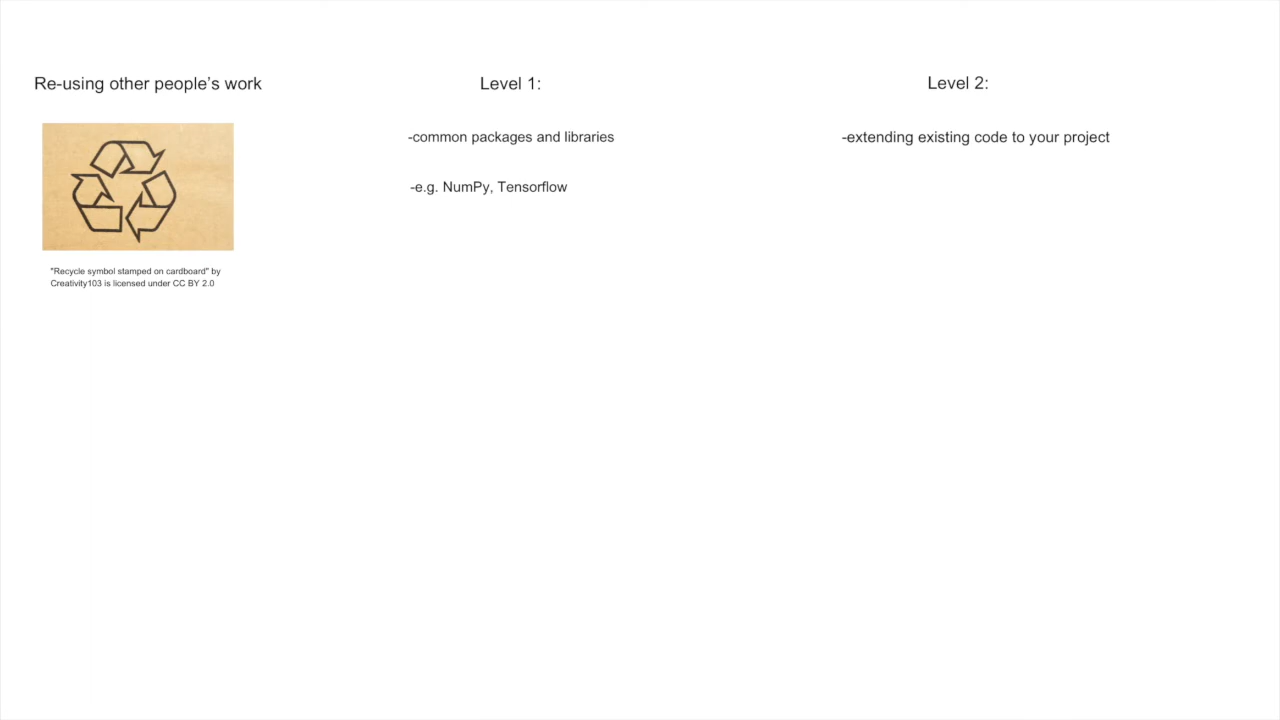 Re-using other people’s work
"Recycle symbol stamped on cardboard" by
Creativity103 is licensed under CC BY 2.0
Level 1:
-common packages and libraries
-e.g. NumPy, Tensorflow
Level 2:
-extending existing code to your project